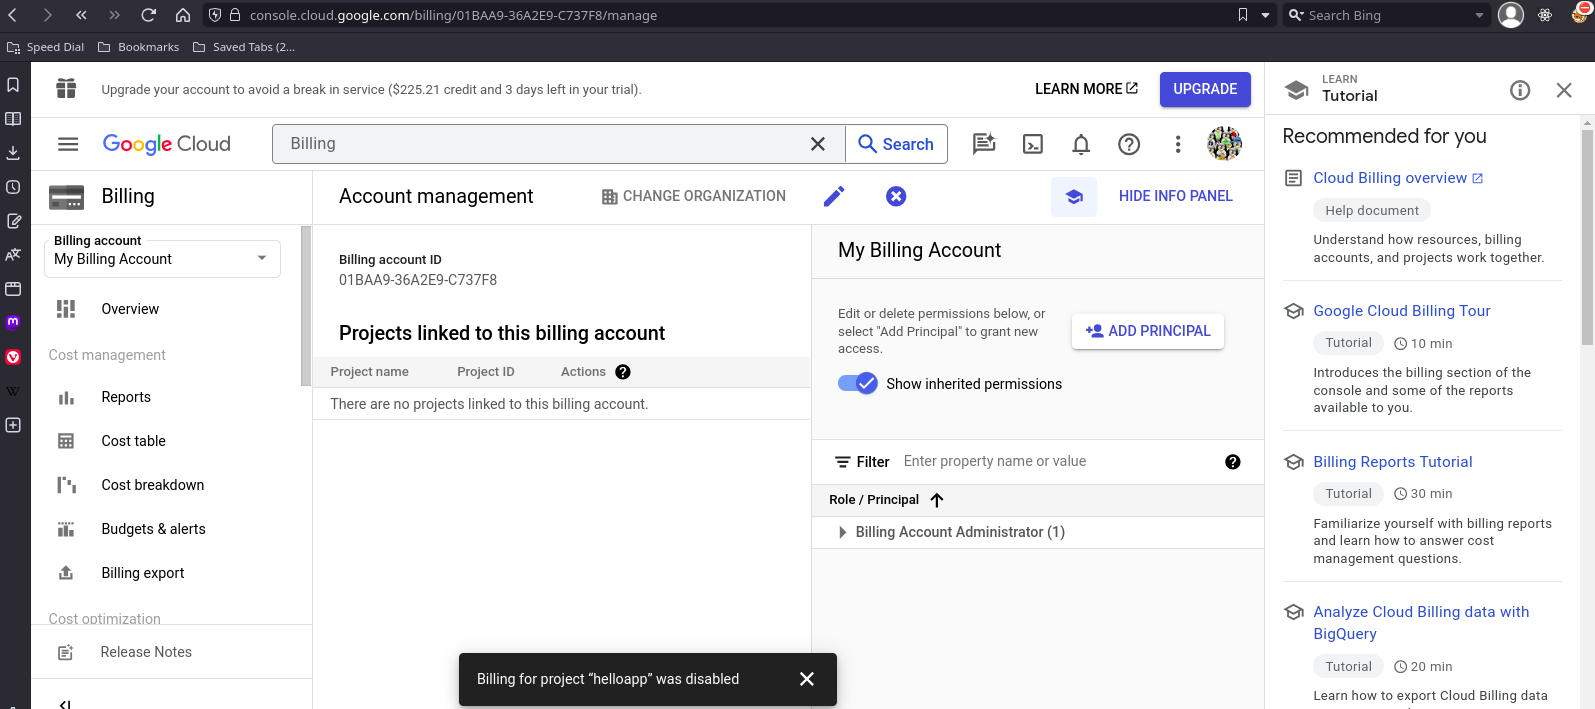 console.cloud.google.com/billing/01BAA9-36A2E9-C737F8/manage
Search Bing
Speed Dial
Bookmarks
Saved Tabs (2...
Upgrade your account to avoid a break in service ($225.21 credit and 3 days left in your trial).
LEARN MORE
UPGRADE
LEARN
Tutorial
Google Cloud
Billing
Search
Billing
Account management
CHANGE ORGANIZATION
HIDE INFO PANEL
Billing account
My Billing Account
Overview
Cost management
Reports
Cost table
Cost breakdown
Budgets & alerts
Billing export
Cost optimization
Release Notes
Billing account ID
01BAA9-36A2E9-C737F8
Projects linked to this billing account
Project name
Project ID
Actions
There are no projects linked to this billing account.
My Billing Account
Edit or delete permissions below, or
select "Add Principal" to grant new
access.
ADD PRINCIPAL
Show inherited permissions
Filter
Enter property name or value
Role / Principal
Billing Account Administrator (1)
Billing for project “helloapp” was disabled
Recommended for you
Cloud Billing overview
Help document
Understand how resources, billing
accounts, and projects work together.
Google Cloud Billing Tour
Tutorial
10 min
Introduces the billing section of the
console and some of the reports
available to you.
Billing Reports Tutorial
Tutorial
30 min
Familiarize yourself with billing reports
and learn how to answer cost
management questions.
Analyze Cloud Billing data with
BigQuery
Tutorial
20 min
Learn how to export Cloud Billing data